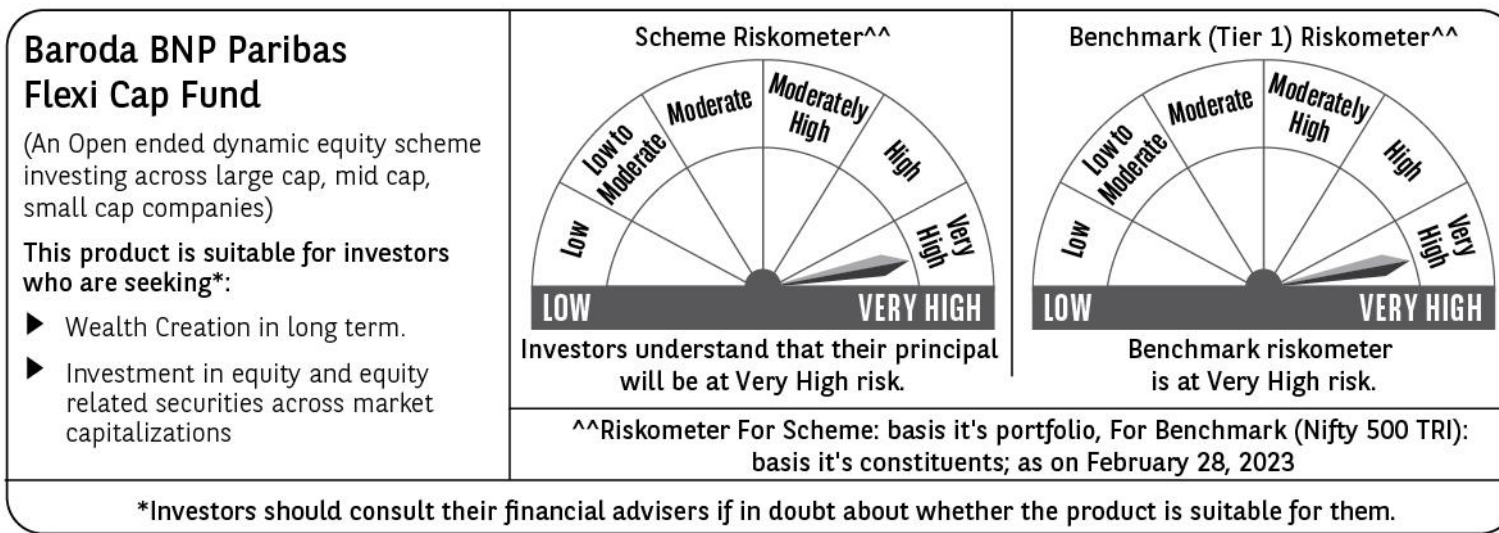 Baroda BNP Paribas
Flexi Cap Fund
(An Open ended dynamic equity scheme
investing across large cap, mid cap,
small cap companies)
This product is suitable for investors
who are seeking*:
▶ Wealth Creation in long term.
▶ Investment in equity and equity
related securities across market
capitalizations
Scheme Riskometer^^
Low
Low to
Moderate
Moderate
Moderately
High
High
Very
High
LOW VERY HIGH
Investors understand that their principal
will be at Very High risk.
Benchmark (Tier 1) Riskometer^^
Low
Low to
Moderate
Moderate
Moderately
High
High
Very
High
LOW VERY HIGH
Benchmark riskometer
is at Very High risk.
^^Riskometer For Scheme: basis it's portfolio, For Benchmark (Nifty 500 TRI):
basis it's constituents; as on February 28, 2023
*Investors should consult their financial advisers if in doubt about whether the product is suitable for them.